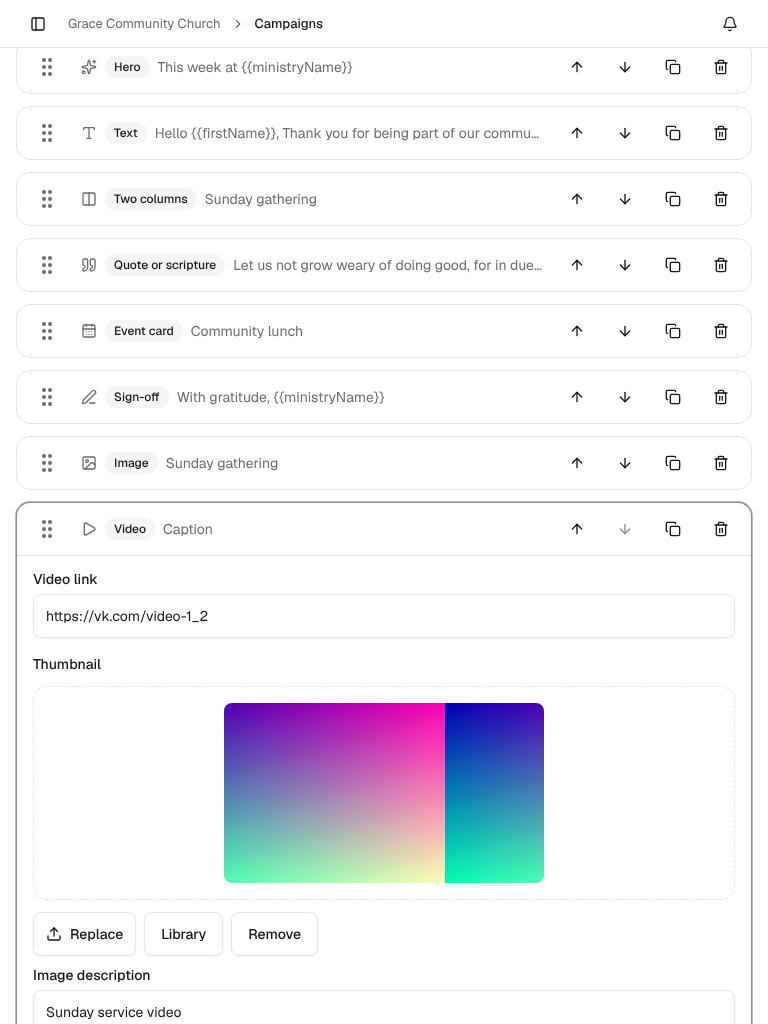 Grace Community Church > Campaigns
Hero This week at {{ministryName}}
Text Hello {{firstName}}, Thank you for being part of our commu...
Two columns Sunday gathering
Quote or scripture Let us not grow weary of doing good, for in due...
Event card Community lunch
Sign-off With gratitude, {{ministryName}}
Image Sunday gathering
Video Caption
Video link
https://vk.com/video-1_2
Thumbnail
Replace Library Remove
Image description
Sunday service video